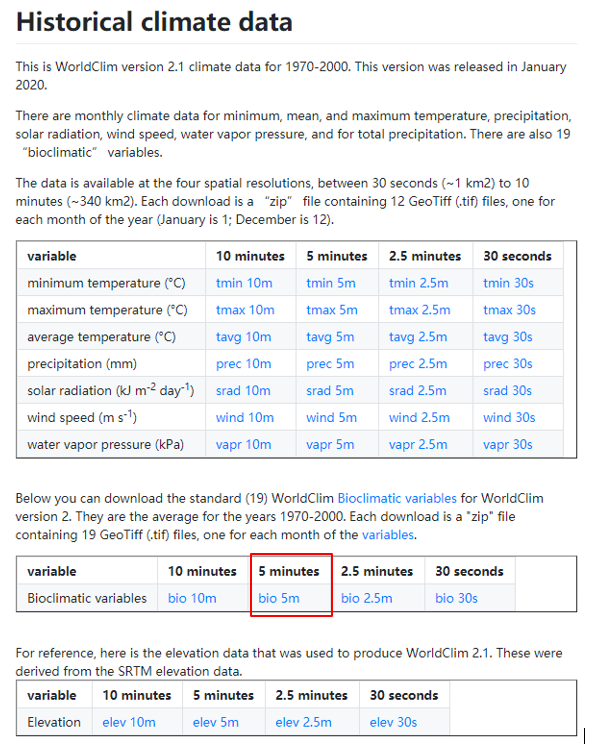 Historical climate data
This is WorldClim version 2.1 climate data for 1970-2000. This version was released in January
2020.
There are monthly climate data for minimum, mean, and maximum temperature, precipitation,
solar radiation, wind speed, water vapor pressure, and for total precipitation. There are also 19
“bioclimatic” variables.
The data is available at the four spatial resolutions, between 30 seconds (~1 km2) to 10
minutes (~340 km2). Each download is a “zip” file containing 12 GeoTiff (.tif) files, one for
each month of the year (January is 1; December is 12).
variable 10 minutes 5 minutes 2.5 minutes 30 seconds
minimum temperature (°C) tmin 10m tmin 5m tmin 2.5m tmin 30s
maximum temperature (°C) tmax 10m tmax 5m tmax 2.5m tmax 30s
average temperature (°C) tavg 10m tavg 5m tavg 2.5m tavg 30s
precipitation (mm) prec 10m prec 5m prec 2.5m prec 30s
solar radiation (kJ m⁻² day⁻¹) srad 10m srad 5m srad 2.5m srad 30s
wind speed (m s⁻¹) wind 10m wind 5m wind 2.5m wind 30s
water vapor pressure (kPa) vapr 10m vapr 5m vapr 2.5m vapr 30s
Below you can download the standard (19) WorldClim Bioclimatic variables for WorldClim
version 2. They are the average for the years 1970-2000. Each download is a "zip" file
containing 19 GeoTiff (.tif) files, one for each month of the variables.
variable 10 minutes 5 minutes 2.5 minutes 30 seconds
Bioclimatic variables bio 10m bio 5m bio 2.5m bio 30s
For reference, here is the elevation data that was used to produce WorldClim 2.1. These were
derived from the SRTM elevation data.
variable 10 minutes 5 minutes 2.5 minutes 30 seconds
Elevation elev 10m elev 5m elev 2.5m elev 30s